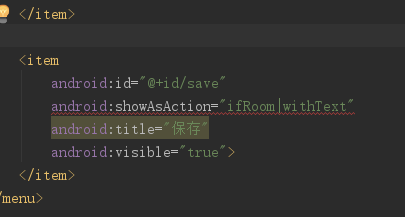 </item>
<item
android:id="@+id/save"
android:showAsAction="ifRoom|withText"
android:title="保存"
android:visible="true">
</item>
/menu>